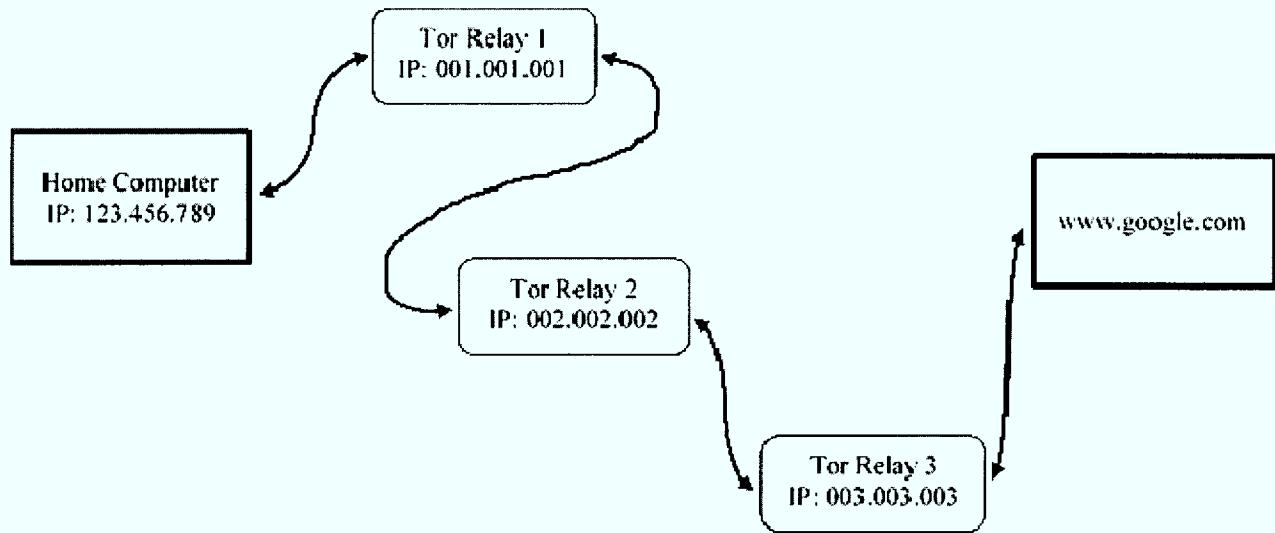 Tor Relay 1
IP: 001.001.001
Home Computer
IP: 123.456.789
www.google.com
Tor Relay 2
IP: 002.002.002
Tor Relay 3
IP: 003.003.003